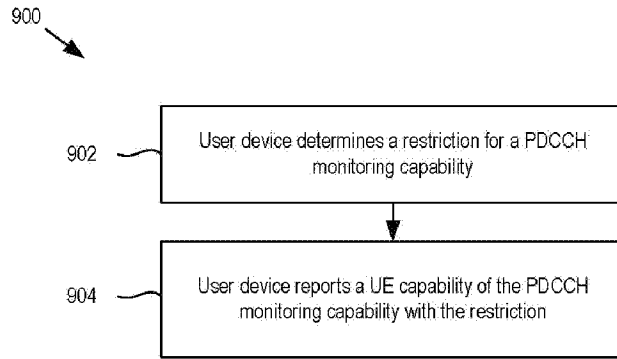 900
902
User device determines a restriction for a PDCCH
monitoring capability
904
User device reports a UE capability of the PDCCH
monitoring capability with the restriction